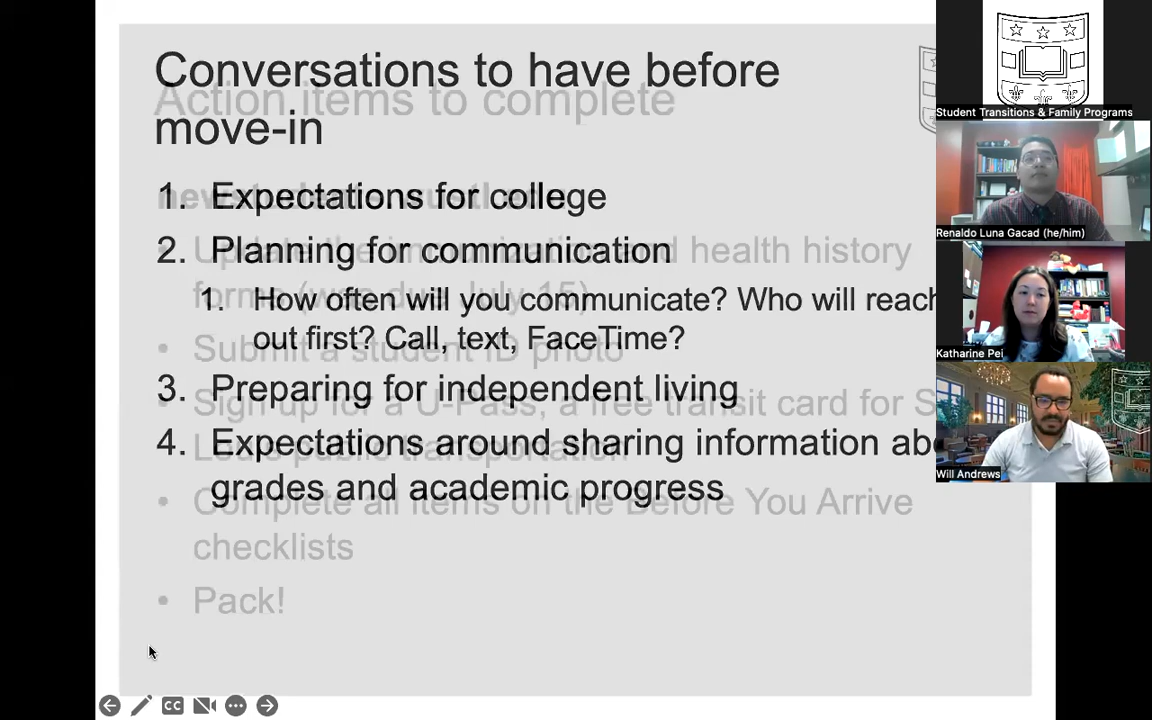 Conversations to have before
move-in
1. Expectations for college
2. Planning for communication
1. How often will you communicate? Who will reach
out first? Call, text, FaceTime?
3. Preparing for independent living
4. Expectations around sharing information
grades and academic progress
Action items to complete
health history
Submit a student ID photo
Sign up for a U-Pass, a free transit card for
public transportation
Complete all items on the Before You Arrive
checklists
Pack!
Student Transitions & Family Programs
Renaldo Luna Gacad (he/him)
Katharine Pei
Will Andrews
CC